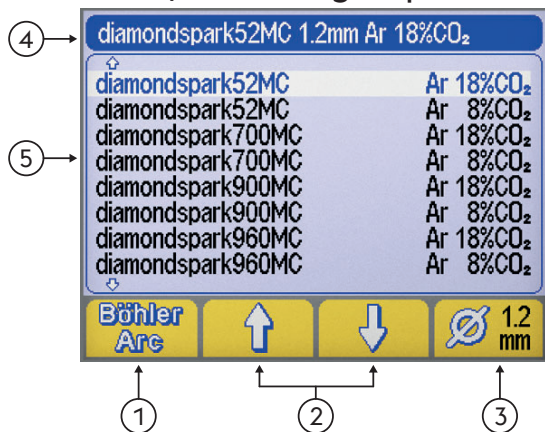 ④ diamondspark52MC 1.2mm Ar 18%CO₂
diamondspark52MC Ar 18%CO₂
diamondspark52MC Ar 8%CO₂
diamondspark700MC Ar 18%CO₂
⑤ diamondspark700MC Ar 8%CO₂
diamondspark900MC Ar 18%CO₂
diamondspark900MC Ar 8%CO₂
diamondspark960MC Ar 18%CO₂
diamondspark960MC Ar 8%CO₂
Böhler Ø 1.2
Arc mm
① ② ③